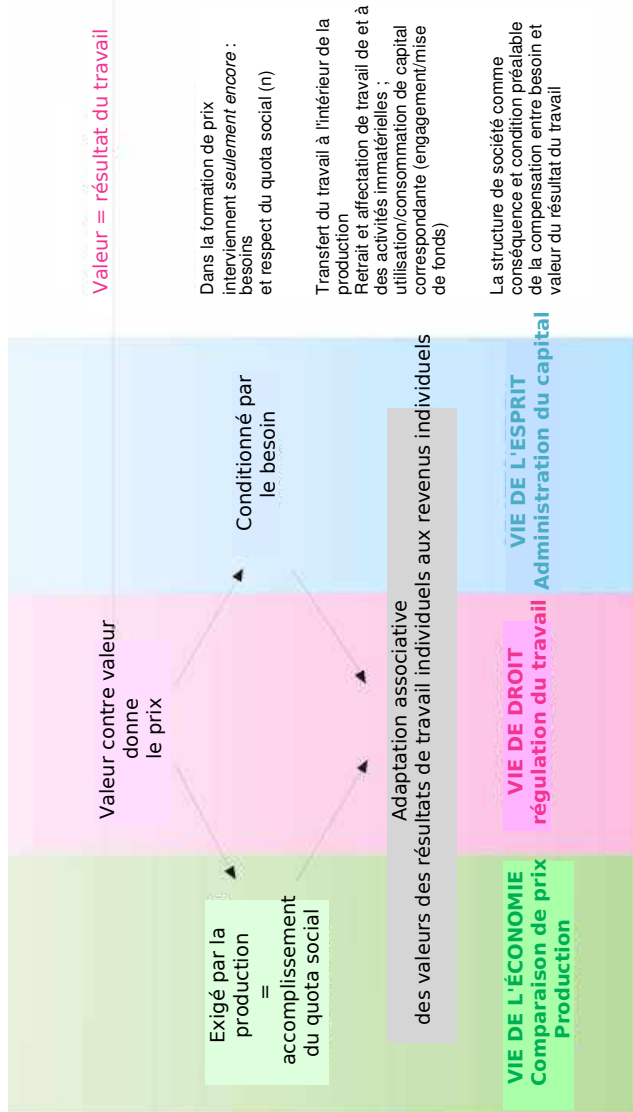 Valeur contre valeur
donne
le prix
Valeur = résultat du travail
Exigé par la
production
=
accomplissement
du quota social
Conditionné par
le besoin
Dans la formation de prix
interviennent seulement encore :
besoins
et respect du quota social (n)
Adaptation associative
des valeurs des résultats de travail individuels aux revenus individuels
Transfert du travail à l'intérieur de la
production
Retrait et affectation de travail de et à
des activités immatérielles ;
utilisation/consommation de capital
correspondante (engagement/mise
de fonds)
VIE DE L'ÉCONOMIE
Comparaison de prix
Production
VIE DE DROIT
régulation du travail
VIE DE L'ESPRIT
Administration du capital
La structure de société comme
conséquence et condition préalable
de la compensation entre besoin et
valeur du résultat du travail